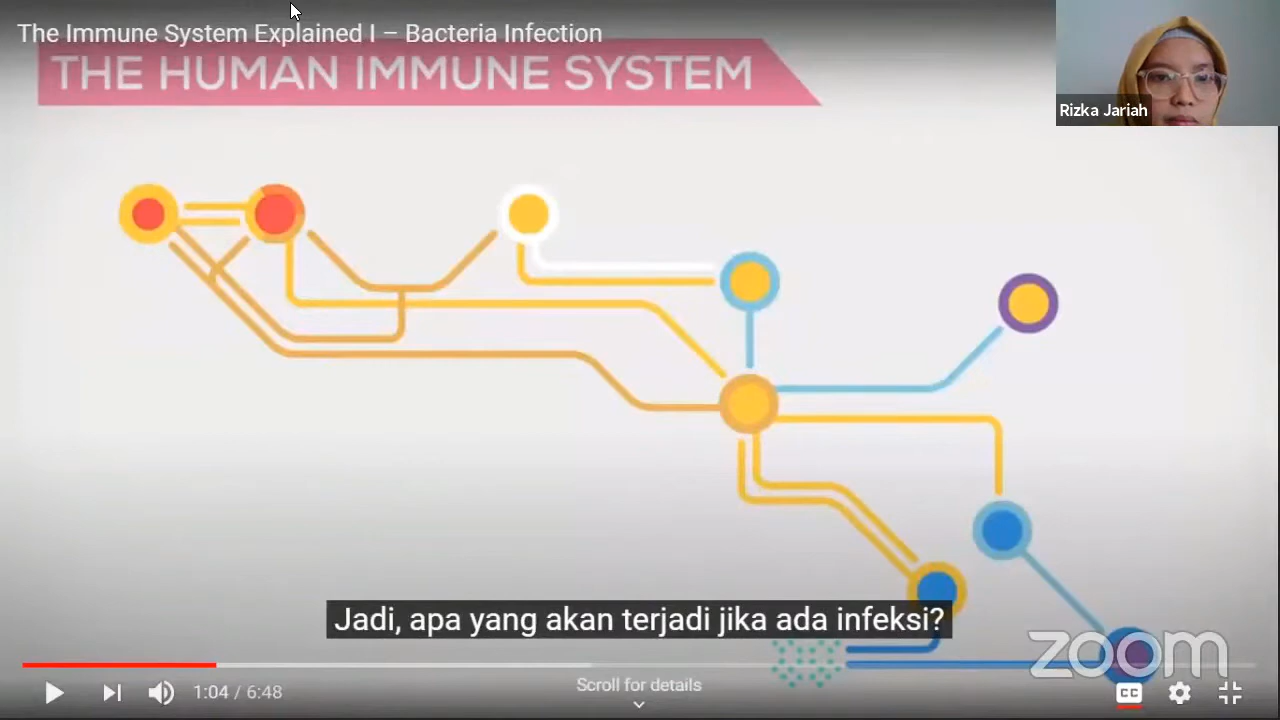 The Immune System Explained I – Bacteria Infection
THE HUMAN IMMUNE SYSTEM
Rizka Jariah
Jadi, apa yang akan terjadi jika ada infeksi?
zoom
1:04 / 6:48
Scroll for details
CC